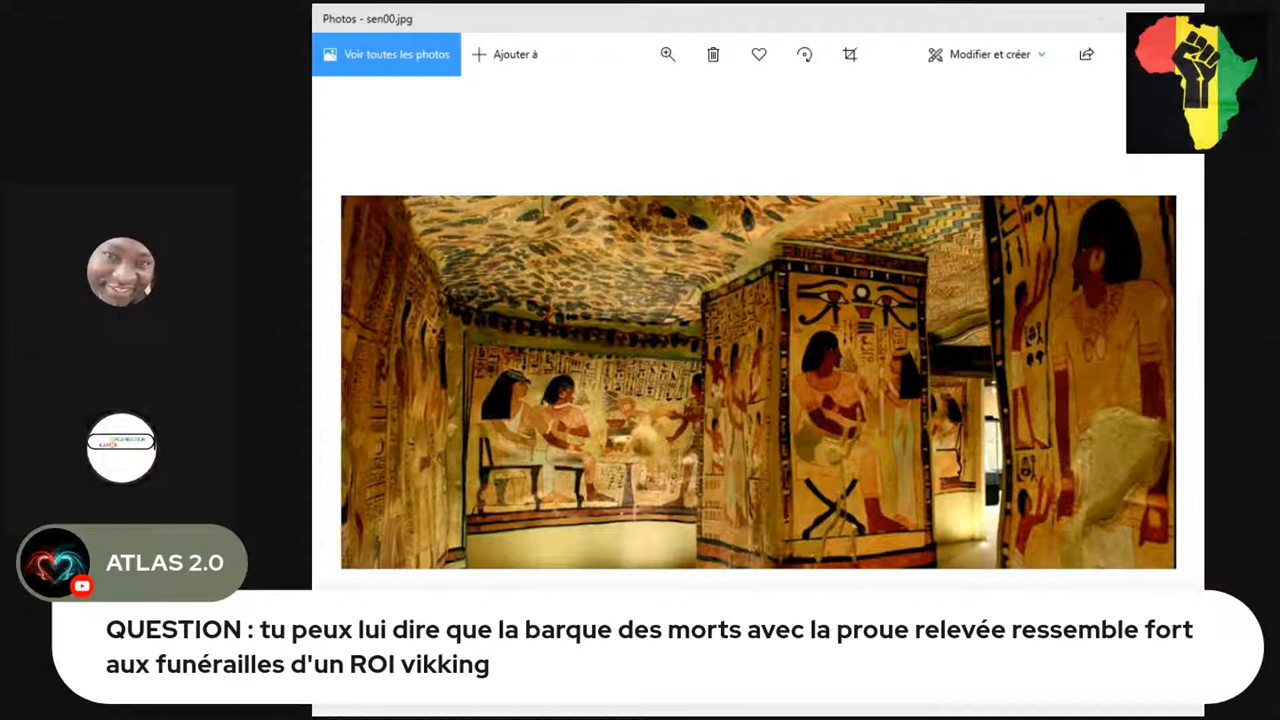 Photos - sen00.jpg
Voir toutes les photos
Ajouter à
Modifier et créer
ATLAS 2.0
QUESTION : tu peux lui dire que la barque des morts avec la proue relevée ressemble fort
aux funérailles d'un ROI vikking